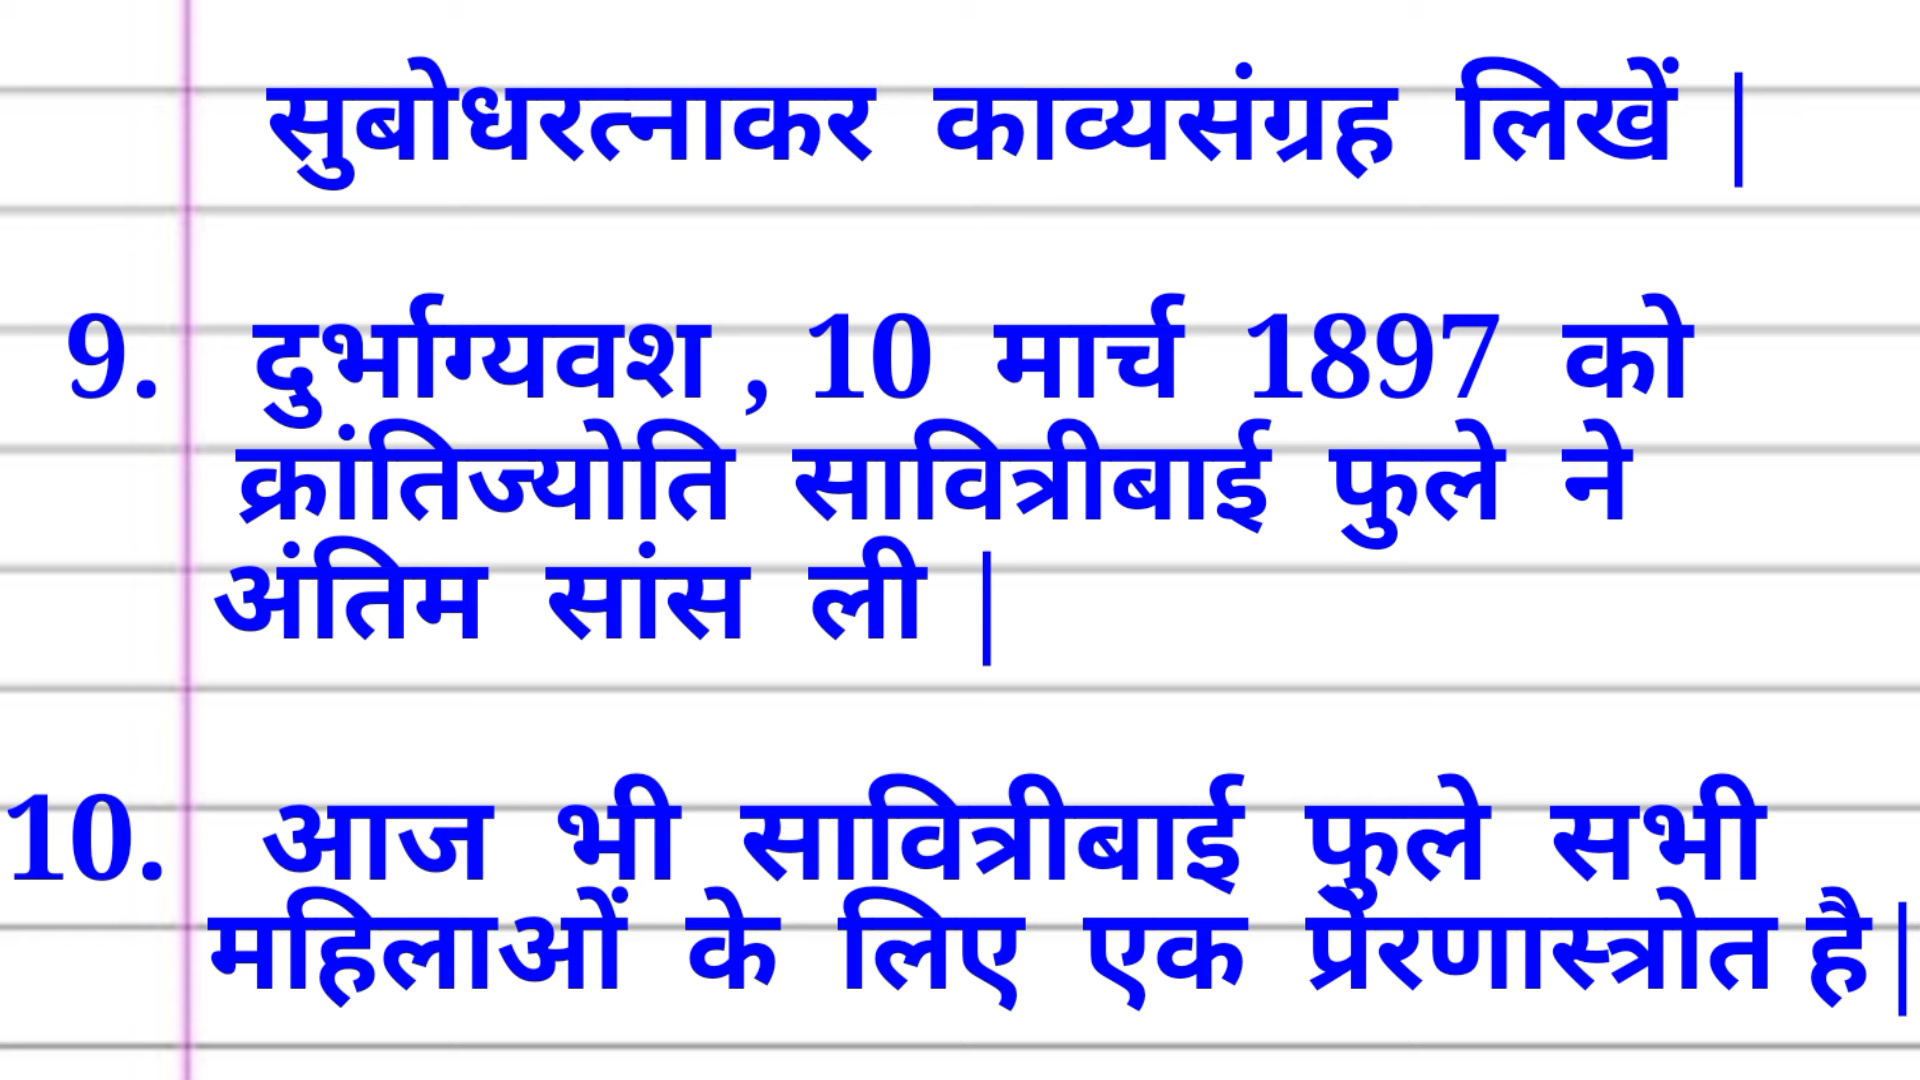 सुबोधरत्नाकर काव्यसंग्रह लिखें |
9. दुर्भाग्यवश , 10 मार्च 1897 को
क्रांतिज्योति सावित्रीबाई फुले ने
अंतिम सांस ली |
10. आज भी सावित्रीबाई फुले सभी
महिलाओं के लिए एक प्रेरणास्त्रोत है|